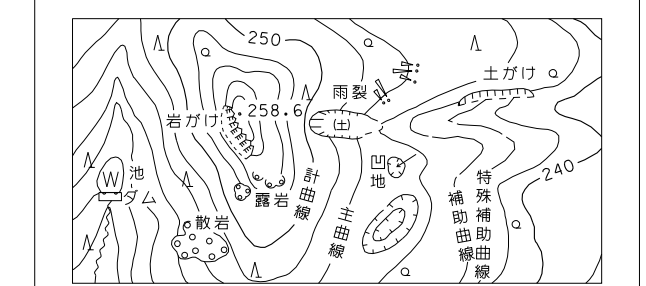 250
土がけ
雨裂
岩がけ
.258.6
(土)
凹地
240
池
W
ダム
計曲線
露岩
主曲線
特殊補助曲線
補助曲線
散岩